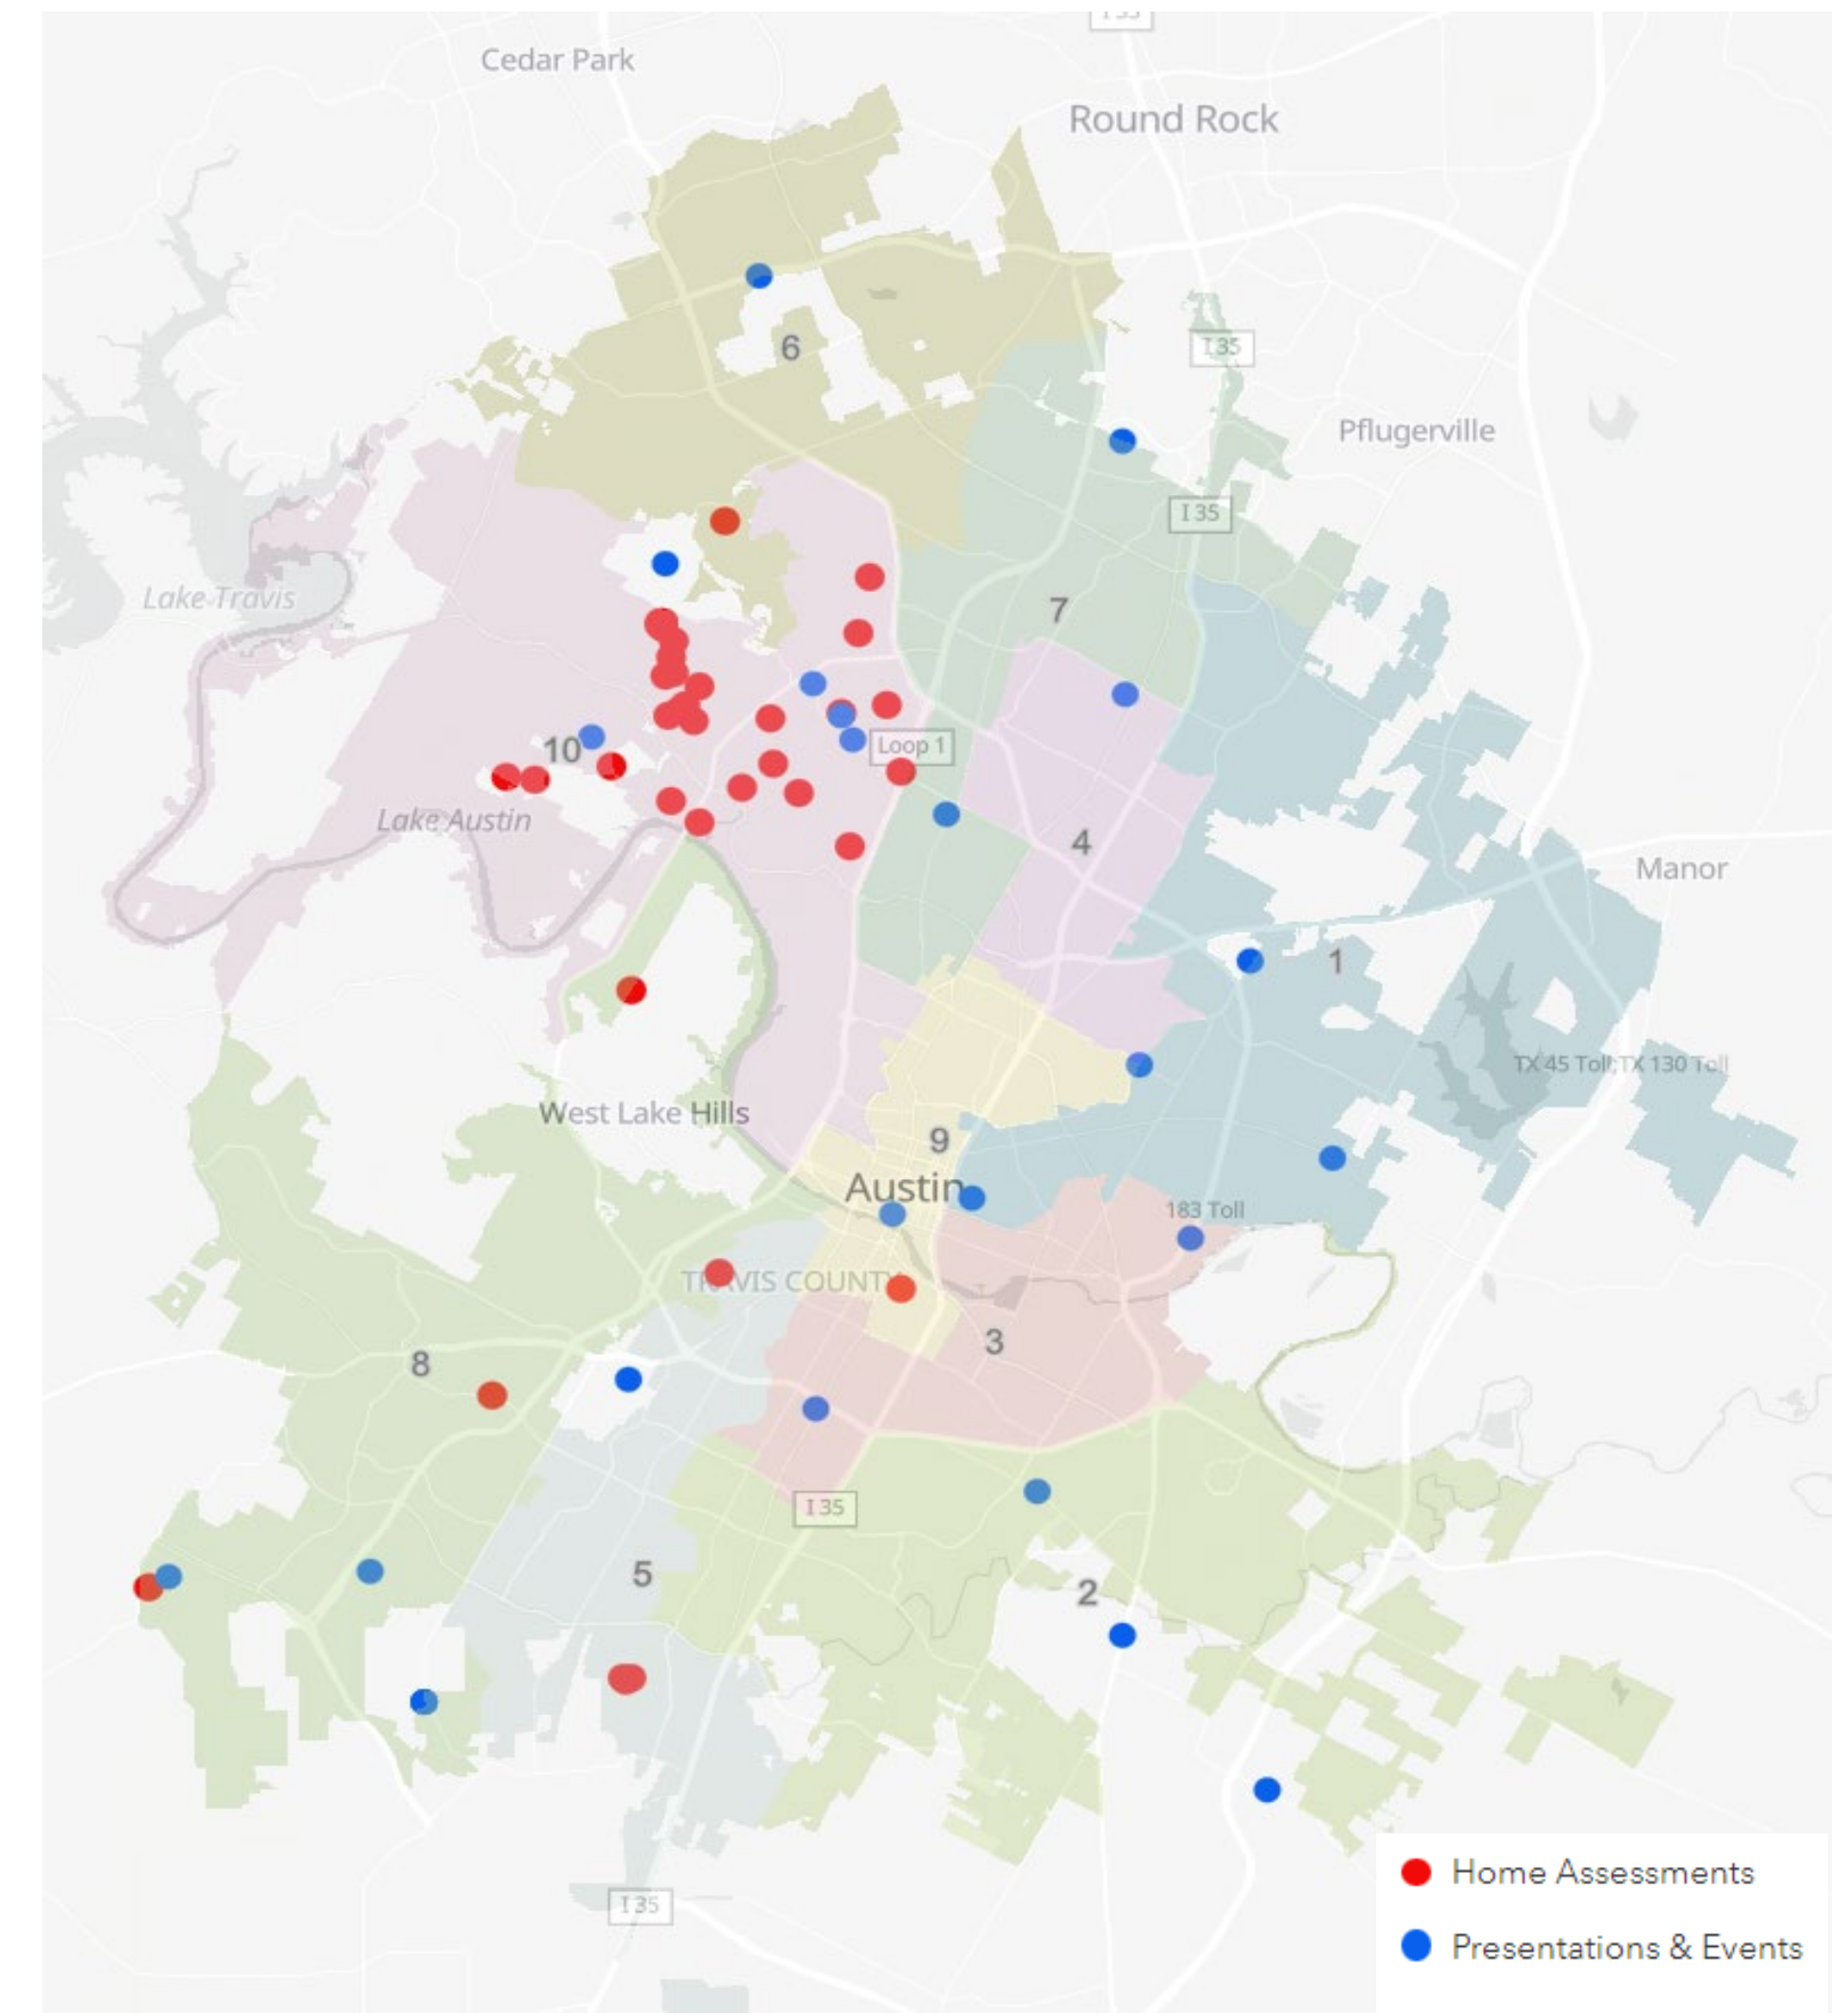 I 35
Cedar Park
Round Rock
6
I 35
Pflugerville
I 35
Lake Travis
7
10
Loop 1
Lake Austin
4
Manor
1
TX 45 Toll;TX 130 Toll
West Lake Hills
9
Austin
183 Toll
TRAVIS COUNTY
3
8
I 35
5
2
Home Assessments
I 35
Presentations & Events